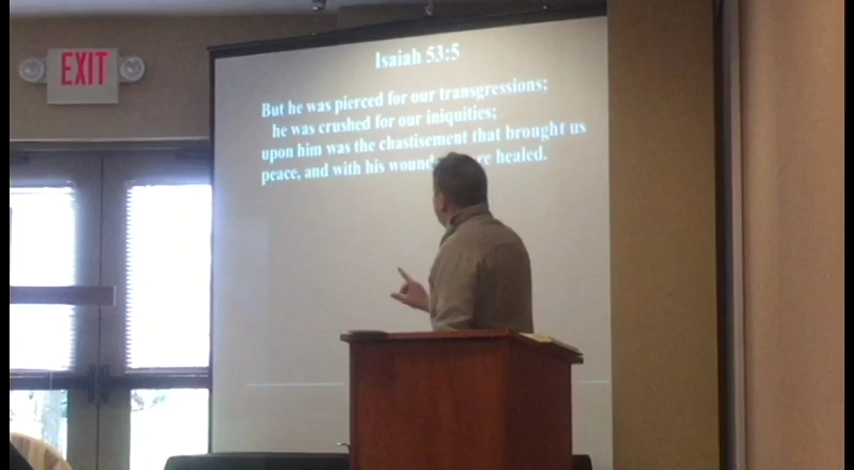 EXIT
Isaiah 53:5
But he was pierced for our transgressions;
he was crushed for our iniquities;
upon him was the chastisement that brought us
peace, and with his wound healed.